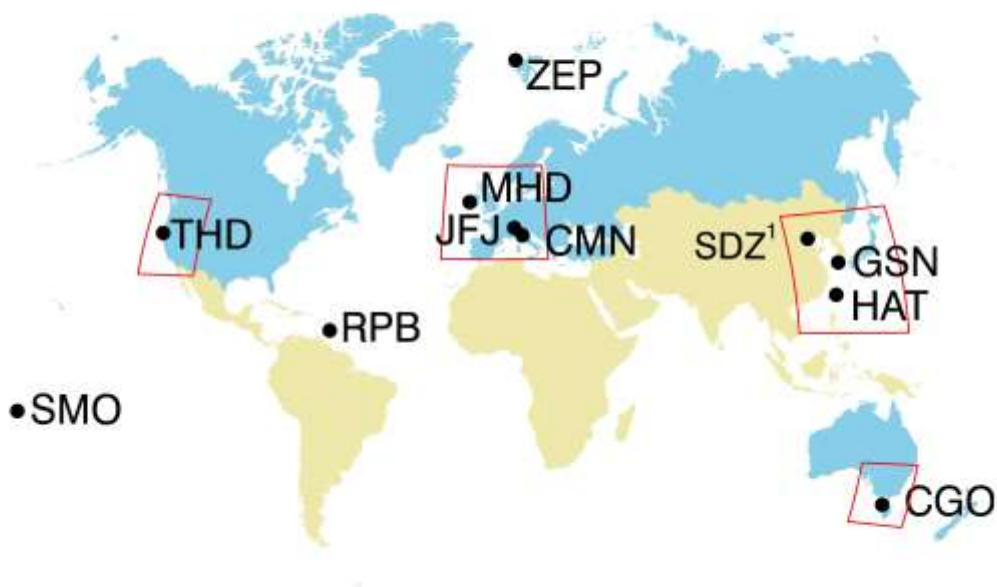 ZEP
MHD
THD
JFJ
CMN
SDZ¹
GSN
HAT
RPB
SMO
CGO